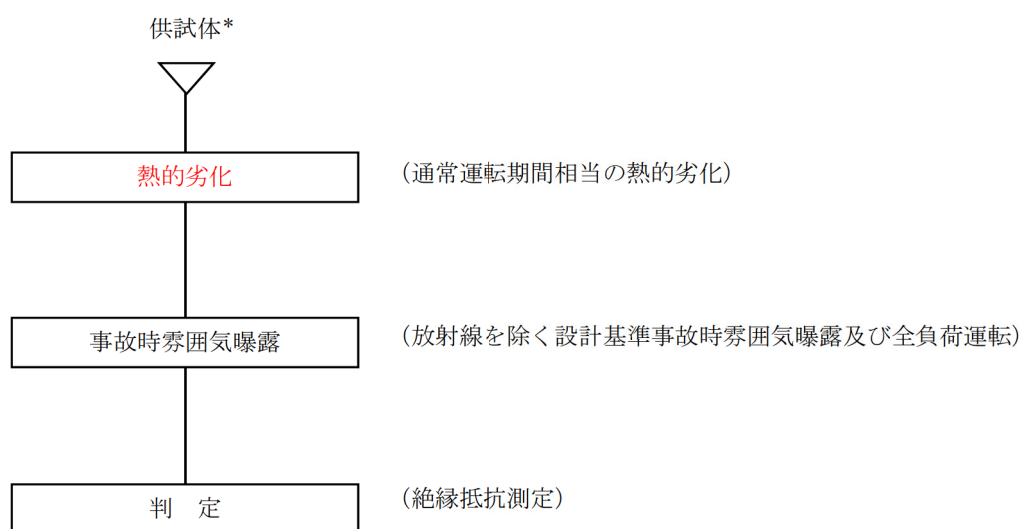 供試体*
熱的劣化 (通常運転期間相当の熱的劣化)
事故時雰囲気曝露 (放射線を除く設計基準事故時雰囲気曝露及び全負荷運転)
判　定 (絶縁抵抗測定)